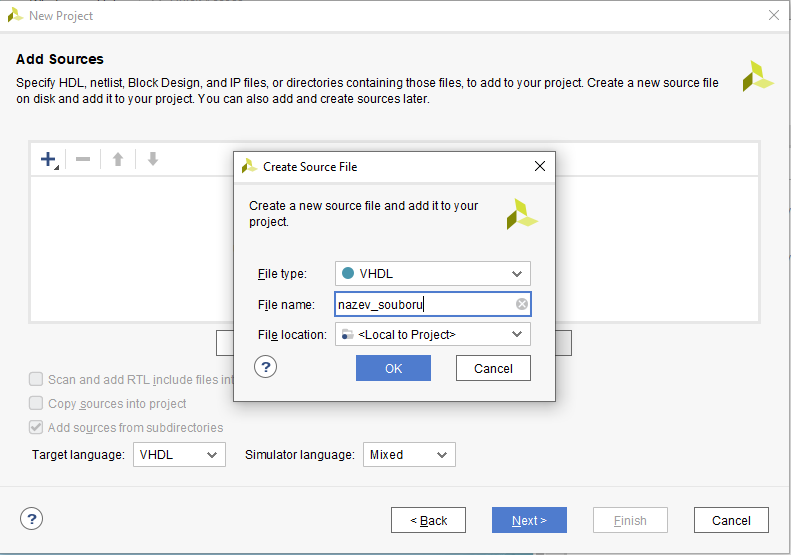 New Project
Add Sources
Specify HDL, netlist, Block Design, and IP files, or directories containing those files, to add to your project. Create a new source file
on disk and add it to your project. You can also add and create sources later.
Create Source File
Create a new source file and add it to your
project.
File type: VHDL
File name: nazev_souboru
File location: <Local to Project>
? OK Cancel
Scan and add RTL include files
Copy sources into project
Add sources from subdirectories
Target language: VHDL Simulator language: Mixed
? < Back Next > Finish Cancel